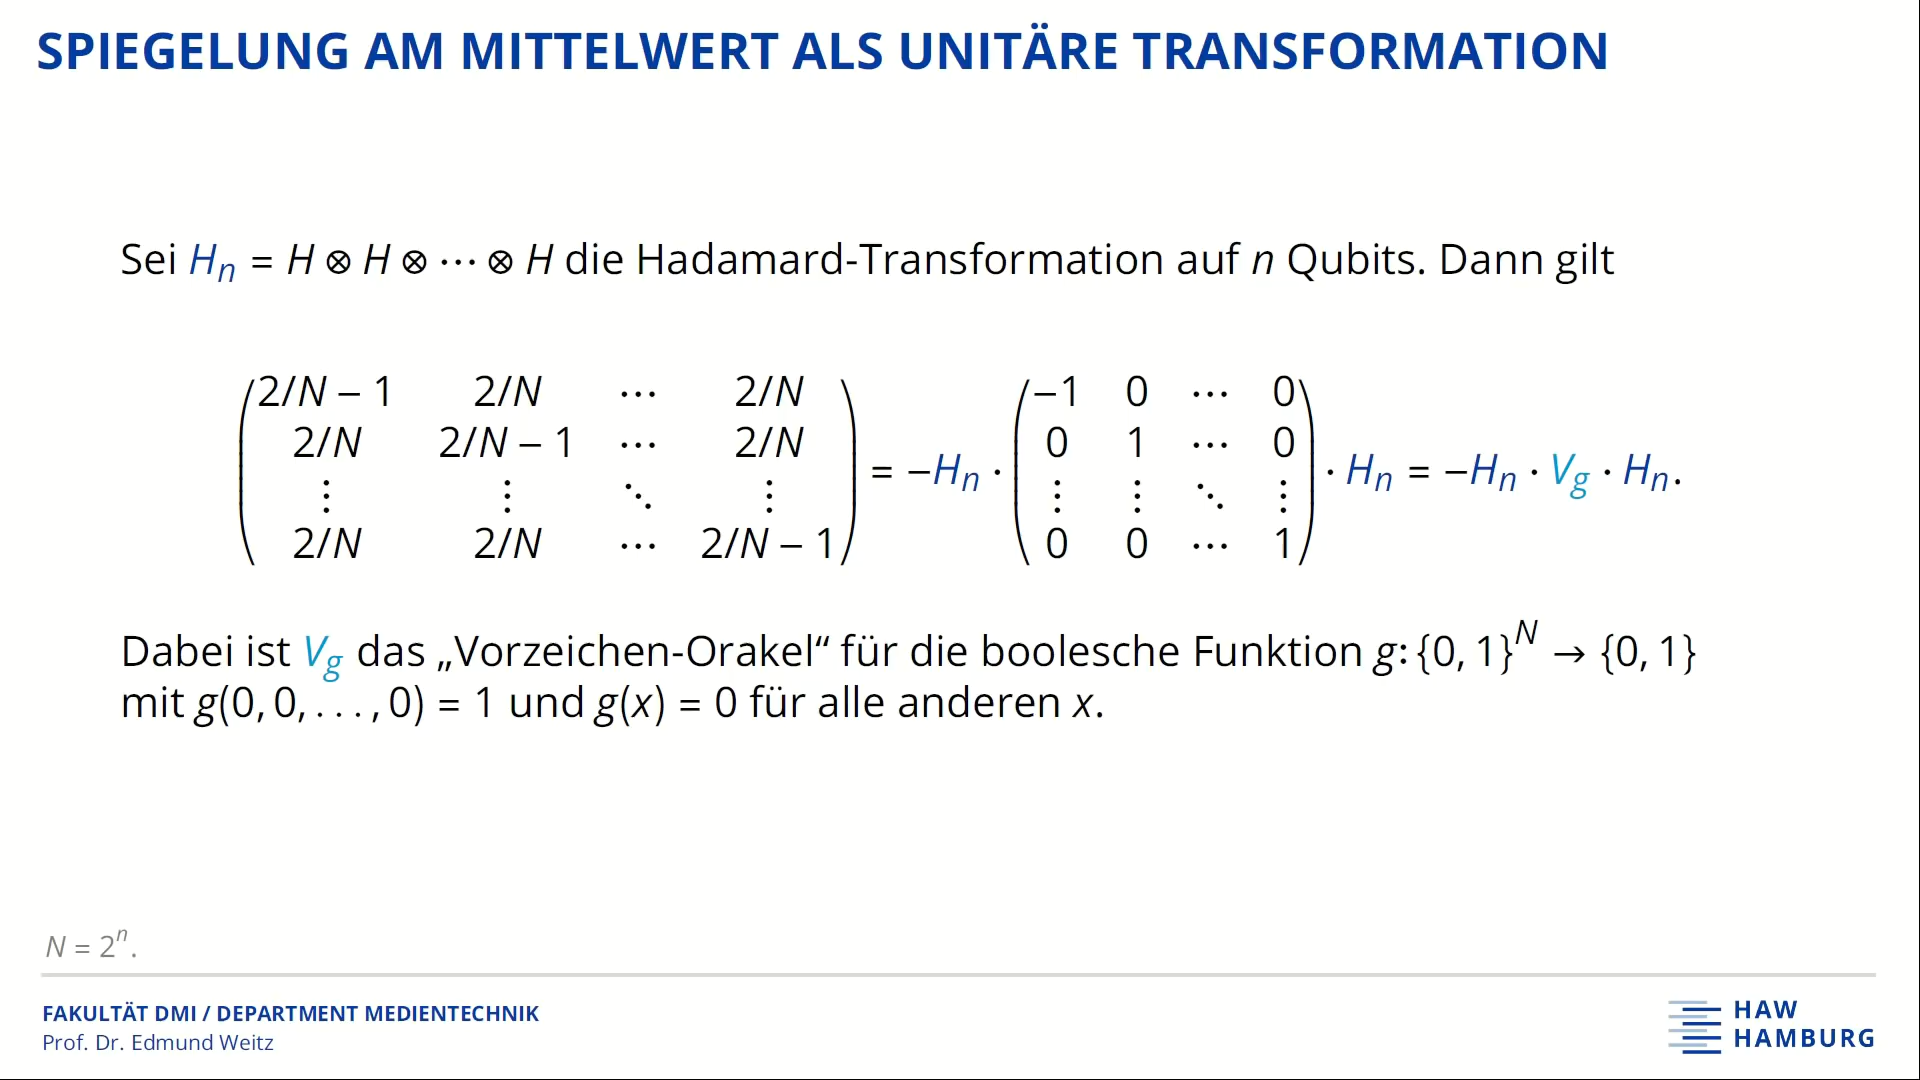 SPIEGELUNG AM MITTELWERT ALS UNITÄRE TRANSFORMATION
Sei Hₙ = H ⊗ H ⊗ ⋯ ⊗ H die Hadamard-Transformation auf n Qubits. Dann gilt
2/N − 1 2/N ⋯ 2/N −1 0 ⋯ 0
2/N 2/N − 1 ⋯ 2/N 0 1 ⋯ 0
= −Hₙ · · Hₙ = −Hₙ · V_g · Hₙ.
⋮ ⋮ ⋱ ⋮ ⋮ ⋮ ⋱ ⋮
2/N 2/N ⋯ 2/N − 1 0 0 ⋯ 1
Dabei ist V_g das „Vorzeichen-Orakel“ für die boolesche Funktion g: {0, 1}^N → {0, 1}
mit g(0, 0, . . . , 0) = 1 und g(x) = 0 für alle anderen x.
N = 2ⁿ.
FAKULTÄT DMI / DEPARTMENT MEDIENTECHNIK
Prof. Dr. Edmund Weitz
HAW
HAMBURG